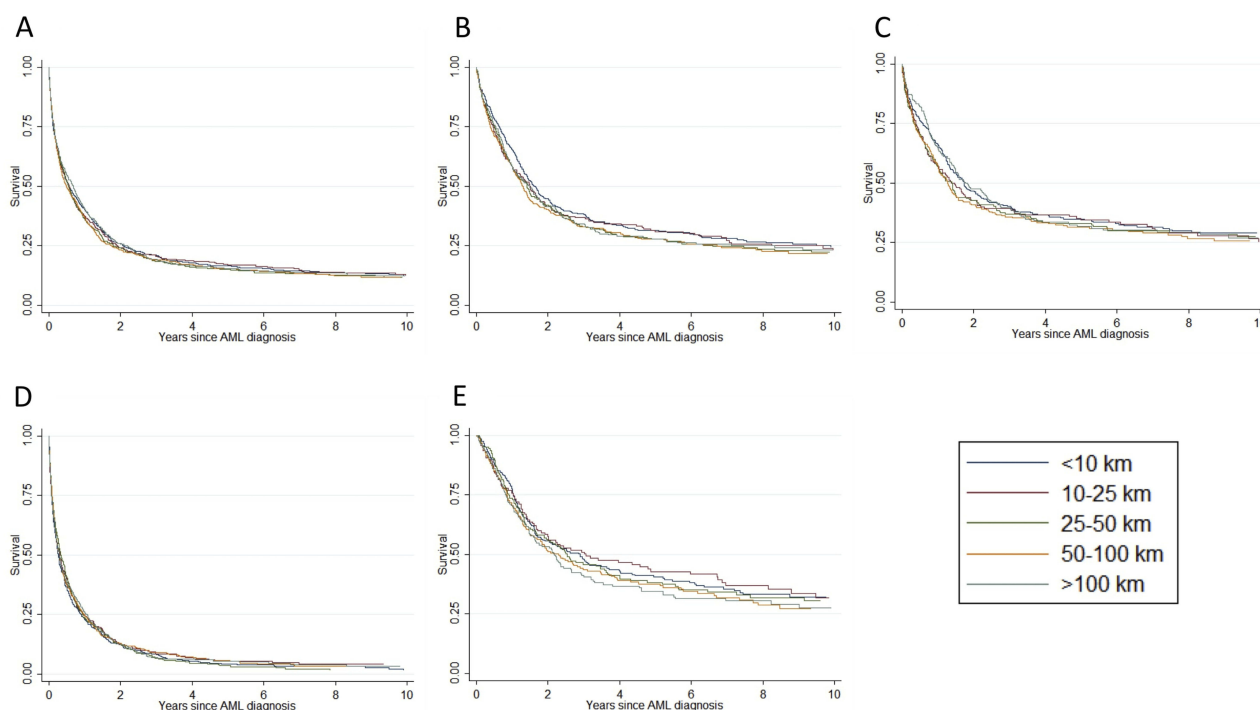 A
B
C
1.00
0.75
0.50
0.25
0.00
Survival
0 2 4 6 8 10
Years since AML diagnosis
1.00
0.75
0.50
0.25
0.00
Survival
0 2 4 6 8 10
Years since AML diagnosis
1.00
0.75
0.50
0.25
0.00
Survival
0 2 4 6 8
Years since AML diagnosis
D
E
1.00
0.75
0.50
0.25
0.00
Survival
0 2 4 6 8 10
Years since AML diagnosis
1.00
0.75
0.50
0.25
0.00
Survival
0 2 4 6 8 10
Years since AML diagnosis
<10 km
10-25 km
25-50 km
50-100 km
>100 km